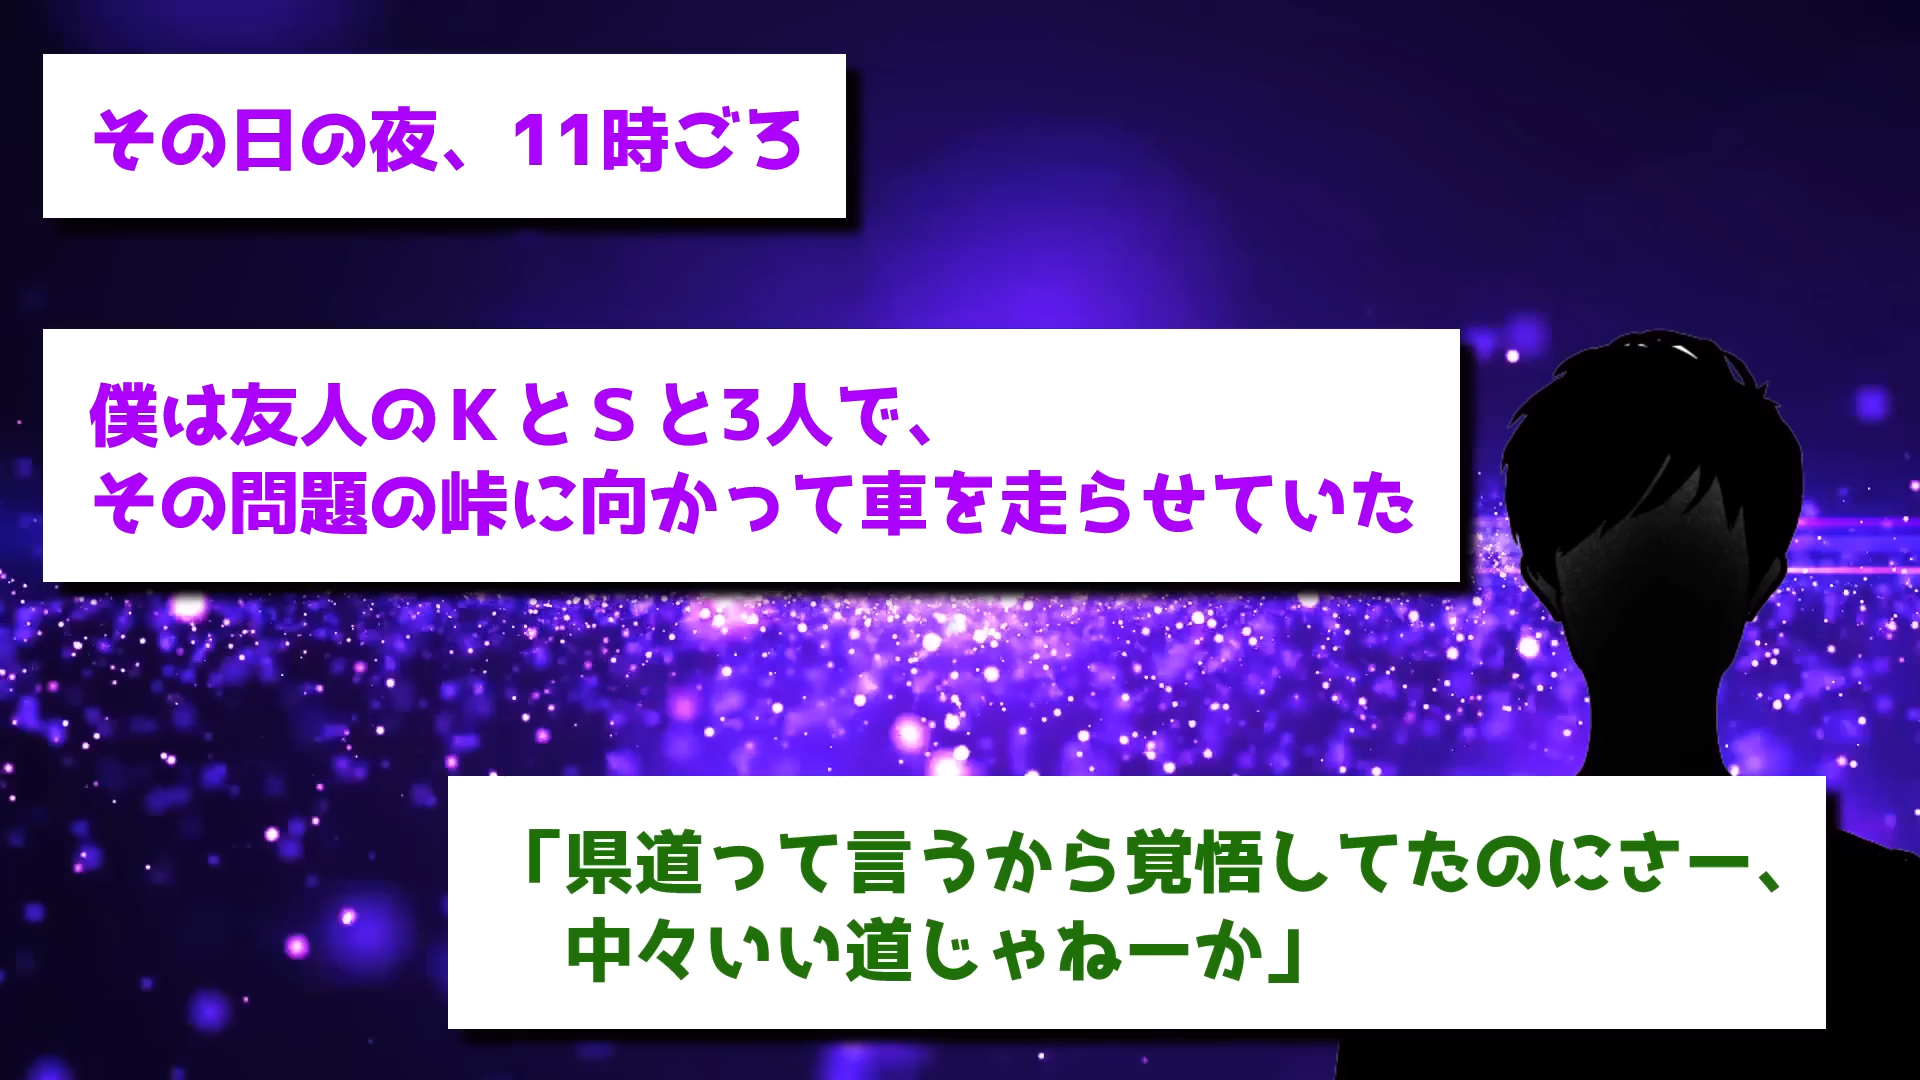 その日の夜、11時ごろ
僕は友人のKとSと3人で、
その問題の峠に向かって車を走らせていた
「県道って言うから覚悟してたのにさー、
中々いい道じゃねーか」